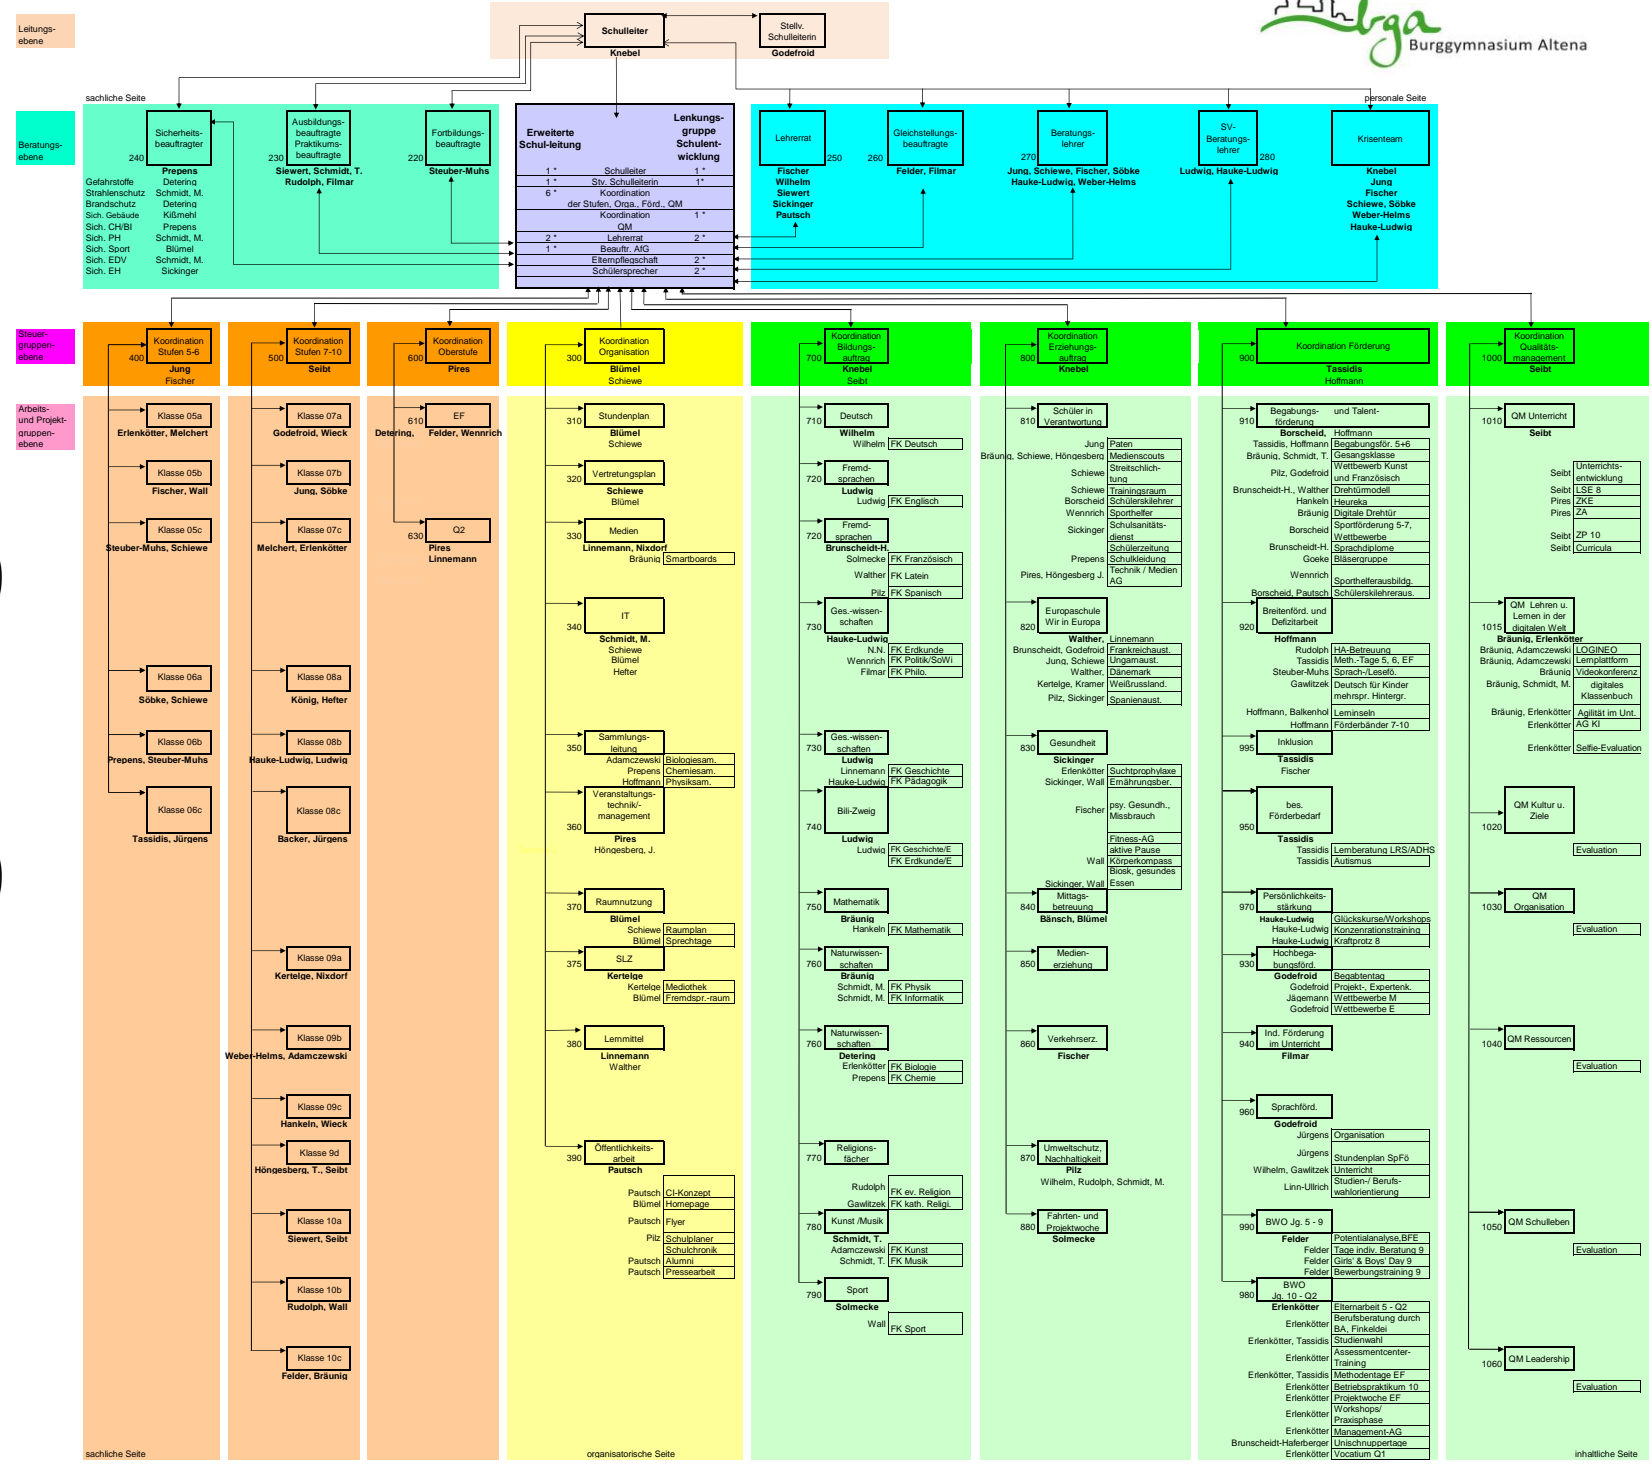 bga
Burggymnasium Altena
Leitungs-
ebene
Schulleiter
Knebel
Stellv.
Schulleiterin
Godefroid
sachliche Seite
personale Seite
Beratungs-
ebene
Sicherheits-
beauftragter
240
Prepens
Gefahrstoffe Detering
Strahlenschutz Schmidt, M.
Brandschutz Detering
Sich. Gebäude Kißmehl
Sich. CH/BI Prepens
Sich. PH Schmidt, M.
Sich. Sport Blümel
Sich. EDV Schmidt, M.
Sich. EH Sickinger
Ausbildungs-
beauftragte
Praktikums-
beauftragte
230
Siewert, Schmidt, T.
Rudolph, Filmar
Fortbildungs-
beauftragte
220
Steuber-Muhs
Erweiterte
Schul-leitung
Lenkungs-
gruppe
Schulent-
wicklung
1 * Schulleiter 1 *
1 * Stv. Schulleiterin 1*
6 * Koordination
der Stufen, Orga., Förd., QM
Koordination 1 *
QM
2 * Lehrerrat 2 *
1 * Beauftr. AfG
Elternpflegschaft 2 *
Schülersprecher 2 *
Lehrerrat
250
Fischer
Wilhelm
Siewert
Sickinger
Pautsch
Gleichstellungs-
beauftragte
260
Felder, Filmar
Beratungs-
lehrer
270
Jung, Schiewe, Fischer, Söbke
Hauke-Ludwig, Weber-Helms
SV-
Beratungs-
lehrer
280
Ludwig, Hauke-Ludwig
Krisenteam
Knebel
Jung
Fischer
Schiewe, Söbke
Weber-Helms
Hauke-Ludwig
Steuer-
gruppen-
ebene
Koordination
Stufen 5-6
400
Jung
Fischer
Koordination
Stufen 7-10
500
Seibt
Koordination
Oberstufe
600
Pires
Koordination
Organisation
300
Blümel
Schiewe
Koordination
Bildungs-
auftrag
700
Knebel
Seibt
Koordination
Erziehungs-
auftrag
800
Knebel
Koordination Förderung
900
Tassidis
Hoffmann
Koordination
Qualitäts-
management
1000
Seibt
Arbeits-
und Projekt-
gruppen-
ebene
Klasse 05a
Erlenkötter, Melchert
Klasse 05b
Fischer, Wall
Klasse 05c
Steuber-Muhs, Schiewe
Klasse 06a
Söbke, Schiewe
Klasse 06b
Prepens, Steuber-Muhs
Klasse 06c
Tassidis, Jürgens
Klasse 07a
Godefroid, Wieck
Klasse 07b
Jung, Söbke
Klasse 07c
Melchert, Erlenkötter
Klasse 08a
König, Hefter
Klasse 08b
Hauke-Ludwig, Ludwig
Klasse 08c
Backer, Jürgens
Klasse 09a
Kertelge, Nixdorf
Klasse 09b
Weber-Helms, Adamczewski
Klasse 09c
Hankeln, Wieck
Klasse 9d
Höngesberg, T., Seibt
Klasse 10a
Siewert, Seibt
Klasse 10b
Rudolph, Wall
Klasse 10c
Felder, Bräunig
EF
610
Detering, Felder, Wennrich
Q2
630
Pires
Linnemann
Stundenplan
310
Blümel
Schiewe
Vertretungsplan
320
Schiewe
Blümel
Medien
330
Linnemann, Nixdorf
Bräunig Smartboards
IT
340
Schmidt, M.
Schiewe
Blümel
Hefter
Sammlungs-
leitung
350
Adamczewski Biologiesam.
Prepens Chemiesam.
Hoffmann Physiksam.
Veranstaltungs-
technik/-
management
360
Pires
Höngesberg, J.
Raumnutzung
370
Blümel
Schiewe Raumplan
Blümel Sprechtage
SLZ
375
Kertelge
Kertelge Mediothek
Blümel Fremdspr.-raum
Lernmittel
380
Linnemann
Walther
Öffentlichkeits-
arbeit
390
Pautsch
Pautsch CI-Konzept
Blümel Homepage
Pautsch Flyer
Pilz Schulplaner
Schulchronik
Pautsch Alumni
Pautsch Pressearbeit
Deutsch
710
Wilhelm
Wilhelm FK Deutsch
Fremd-
sprachen
720
Ludwig
Ludwig FK Englisch
Fremd-
sprachen
720
Brunscheidt-H.
Solmecke FK Französisch
Walther FK Latein
Pilz FK Spanisch
Ges.-wissen-
schaften
730
Hauke-Ludwig
N.N. FK Erdkunde
Wennrich FK Politik/SoWi
Filmar FK Philo.
Ges.-wissen-
schaften
730
Ludwig
Linnemann FK Geschichte
Hauke-Ludwig FK Pädagogik
Bili-Zweig
740
Ludwig
Ludwig FK Geschichte/E
FK Erdkunde/E
Mathematik
750
Bräunig
Hankeln FK Mathematik
Naturwissen-
schaften
760
Bräunig
Schmidt, M. FK Physik
Schmidt, M. FK Informatik
Naturwissen-
schaften
760
Detering
Erlenkötter FK Biologie
Prepens FK Chemie
Religions-
fächer
770
Rudolph FK ev. Religion
Gawlitzek FK kath. Religi.
Kunst /Musik
780
Schmidt, T.
Adamczewski FK Kunst
Schmidt, T. FK Musik
Sport
790
Solmecke
Wall FK Sport
Schüler in
Verantwortung
810
Jung Paten
Bräunig, Schiewe, Höngesberg Medienscouts
Schiewe Streitschlich-
tung
Schiewe Trainingsraum
Borscheid Schülerskilehrer
Wennrich Sporthelfer
Sickinger Schulsanitäts-
dienst
Schülerzeitung
Prepens Schulkleidung
Pires, Höngesberg J. Technik / Medien
AG
Europaschule
Wir in Europa
820
Walther, Linnemann
Brunscheidt, Godefroid Frankreichaust.
Jung, Schiewe Ungarnaust.
Walther, Dänemark
Kertelge, Kramer Weißrussland.
Pilz, Sickinger Spanienaust.
Gesundheit
830
Sickinger
Erlenkötter Suchtprophylaxe
Sickinger, Wall Ernährungsber.
Fischer psy. Gesundh.,
Missbrauch
Fitness-AG
aktive Pause
Wall Körperkompass
Sickinger, Wall Biosk, gesundes
Essen
Mittags-
betreuung
840
Bänsch, Blümel
Medien-
erziehung
850
Verkehrserz.
860
Fischer
Umweltschutz,
Nachhaltigkeit
870
Pilz
Wilhelm, Rudolph, Schmidt, M.
Fahrten- und
Projektwoche
880
Solmecke
Begabungs- und Talent-
förderung
910
Borscheid, Hoffmann
Tassidis, Hoffmann Begabungsför. 5+6
Bräunig, Schmidt, T. Gesangsklasse
Pilz, Godefroid Wettbewerb Kunst
und Französisch
Brunscheidt-H., Walther Drehtürmodell
Hankeln Heureka
Bräunig Digitale Drehtür
Borscheid Sportförderung 5-7,
Wettbewerbe
Brunscheidt-H. Sprachdiplome
Goeke Bläsergruppe
Wennrich Sporthelferausbildg.
Borscheid, Pautsch Schülerskilehreraus.
Breitenförd. und
Defizitarbeit
920
Hoffmann
Rudolph HA-Betreuung
Tassidis Meth.-Tage 5, 6, EF
Steuber-Muhs Sprach-/Lesefö.
Gawlitzek Deutsch für Kinder
mehrspr. Hintergr.
Hoffmann, Balkenhol Lerninseln
Hoffmann Förderbänder 7-10
Inklusion
995
Tassidis
Fischer
bes.
Förderbedarf
950
Tassidis
Tassidis Lernberatung LRS/ADHS
Tassidis Autismus
Persönlichkeits-
stärkung
970
Hauke-Ludwig Glückskurse/Workshops
Hauke-Ludwig Konzenrationstraining
Hauke-Ludwig Kraftprotz 8
Hochbega-
bungsförd.
930
Godefroid Begabtentag
Godefroid Projekt-, Expertenk.
Jägemann Wettbewerbe M
Godefroid Wettbewerbe E
Ind. Förderung
im Unterricht
940
Filmar
Sprachförd.
960
Godefroid
Jürgens Organisation
Jürgens Stundenplan SpFö
Wilhelm, Gawlitzek Unterricht
Linn-Ullrich Studien-/ Berufs-
wahlorientierung
BWO Jg. 5 - 9
990
Felder Potentialanalyse,BFE
Felder Tage indiv. Beratung 9
Felder Girls' & Boys' Day 9
Felder Bewerbungstraining 9
BWO
Jg. 10 - Q2
980
Erlenkötter Elternarbeit 5 - Q2
Erlenkötter Berufsberatung durch
BA, Finkeldei
Erlenkötter, Tassidis Studienwahl
Erlenkötter Assessmentcenter-
Training
Erlenkötter, Tassidis Methodentage EF
Erlenkötter Betriebspraktikum 10
Erlenkötter Projektwoche EF
Erlenkötter Workshops/
Praxisphase
Erlenkötter Management-AG
Brunscheidt-Haferberger Unischnuppertage
Erlenkötter Vocatium Q1
QM Unterricht
1010
Seibt
Seibt Unterrichts-
entwicklung
Seibt LSE 8
Pires ZKE
Pires ZA
Seibt ZP 10
Seibt Curricula
QM Lehren u.
Lernen in der
digitalen Welt
1015
Bräunig, Erlenkötter
Bräunig, Adamczewski LOGINEO
Bräunig, Adamczewski Lernplattform
Bräunig Videokonferenz
Bräunig, Schmidt, M. digitales
Klassenbuch
Bräunig, Erlenkötter Agilität im Unt.
Erlenkötter AG KI
Erlenkötter Selfie-Evaluation
QM Kultur u.
Ziele
1020
Evaluation
QM
Organisation
1030
Evaluation
QM Ressourcen
1040
Evaluation
QM Schulleben
1050
Evaluation
QM Leadership
1060
Evaluation
sachliche Seite
organisatorische Seite
inhaltliche Seite